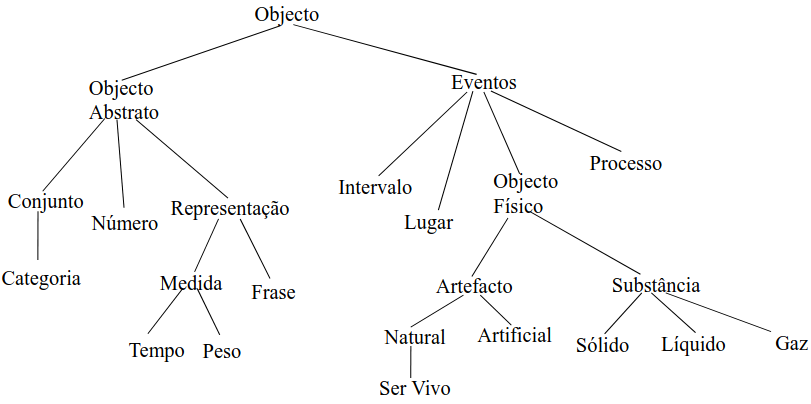 Objecto
Objecto
Abstrato
Eventos
Conjunto
Número
Representação
Intervalo
Lugar
Objecto
Físico
Processo
Categoria
Medida
Frase
Artefacto
Substância
Tempo
Peso
Natural
Artificial
Sólido
Líquido
Gaz
Ser Vivo